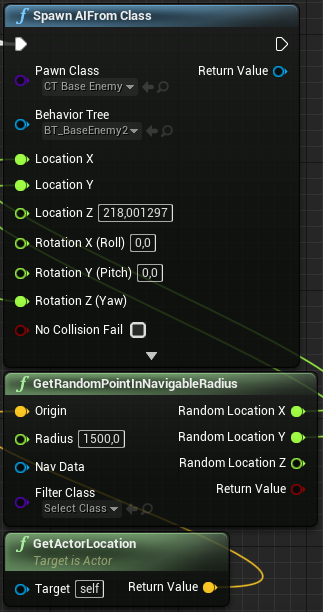 f Spawn AIFrom Class
Pawn Class Return Value
CT Base Enemy
Behavior Tree
BT_BaseEnemy2
Location X
Location Y
Location Z 218,001297
Rotation X (Roll) 0,0
Rotation Y (Pitch) 0,0
Rotation Z (Yaw)
No Collision Fail
f GetRandomPointInNavigableRadius
Origin Random Location X
Radius 1500,0 Random Location Y
Nav Data Random Location Z
Filter Class Return Value
Select Class
f GetActorLocation
Target is Actor
Target self Return Value